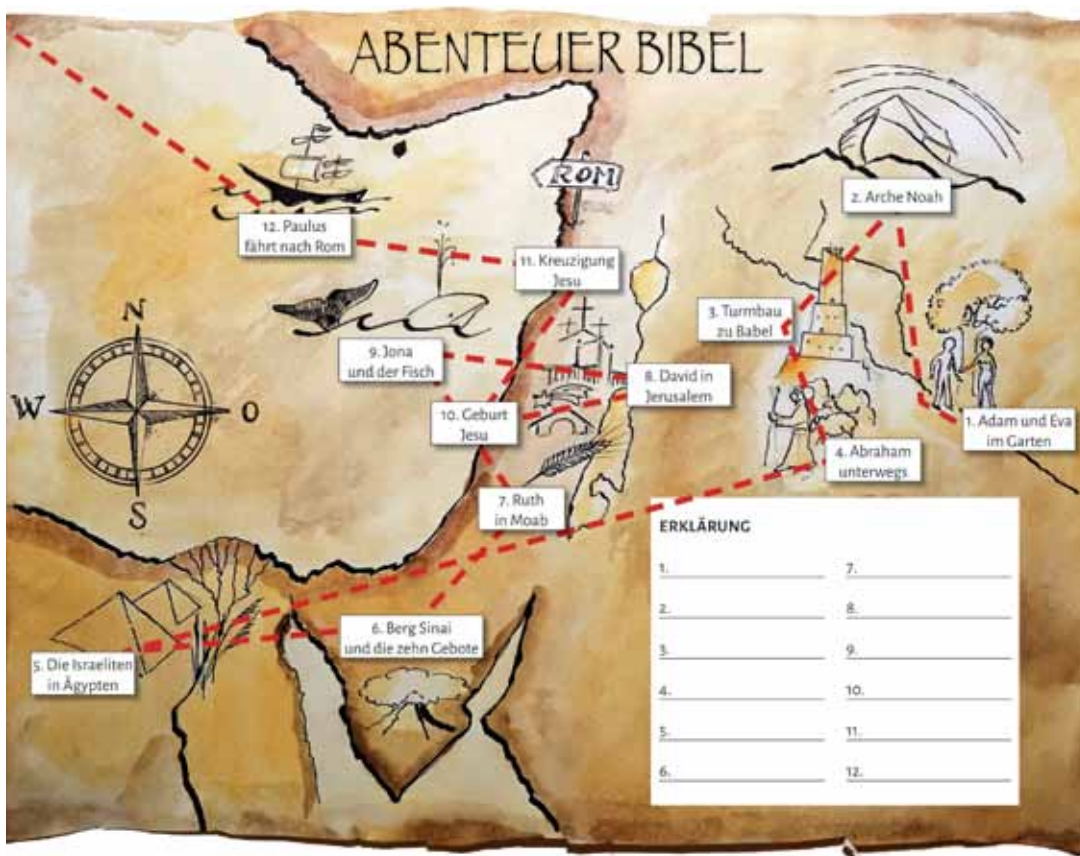 ABENTEUER BIBEL
ROM
2. Arche Noah
12. Paulus
fährt nach Rom
11. Kreuzigung
Jesu
3. Turmbau
zu Babel
9. Jona
und der Fisch
8. David in
Jerusalem
10. Geburt
Jesu
1. Adam und Eva
im Garten
4. Abraham
unterwegs
7. Ruth
in Moab
6. Berg Sinai
und die zehn Gebote
5. Die Israeliten
in Ägypten
N
W
O
S
ERKLÄRUNG
1.
2.
3.
4.
5.
6.
7.
8.
9.
10.
11.
12.